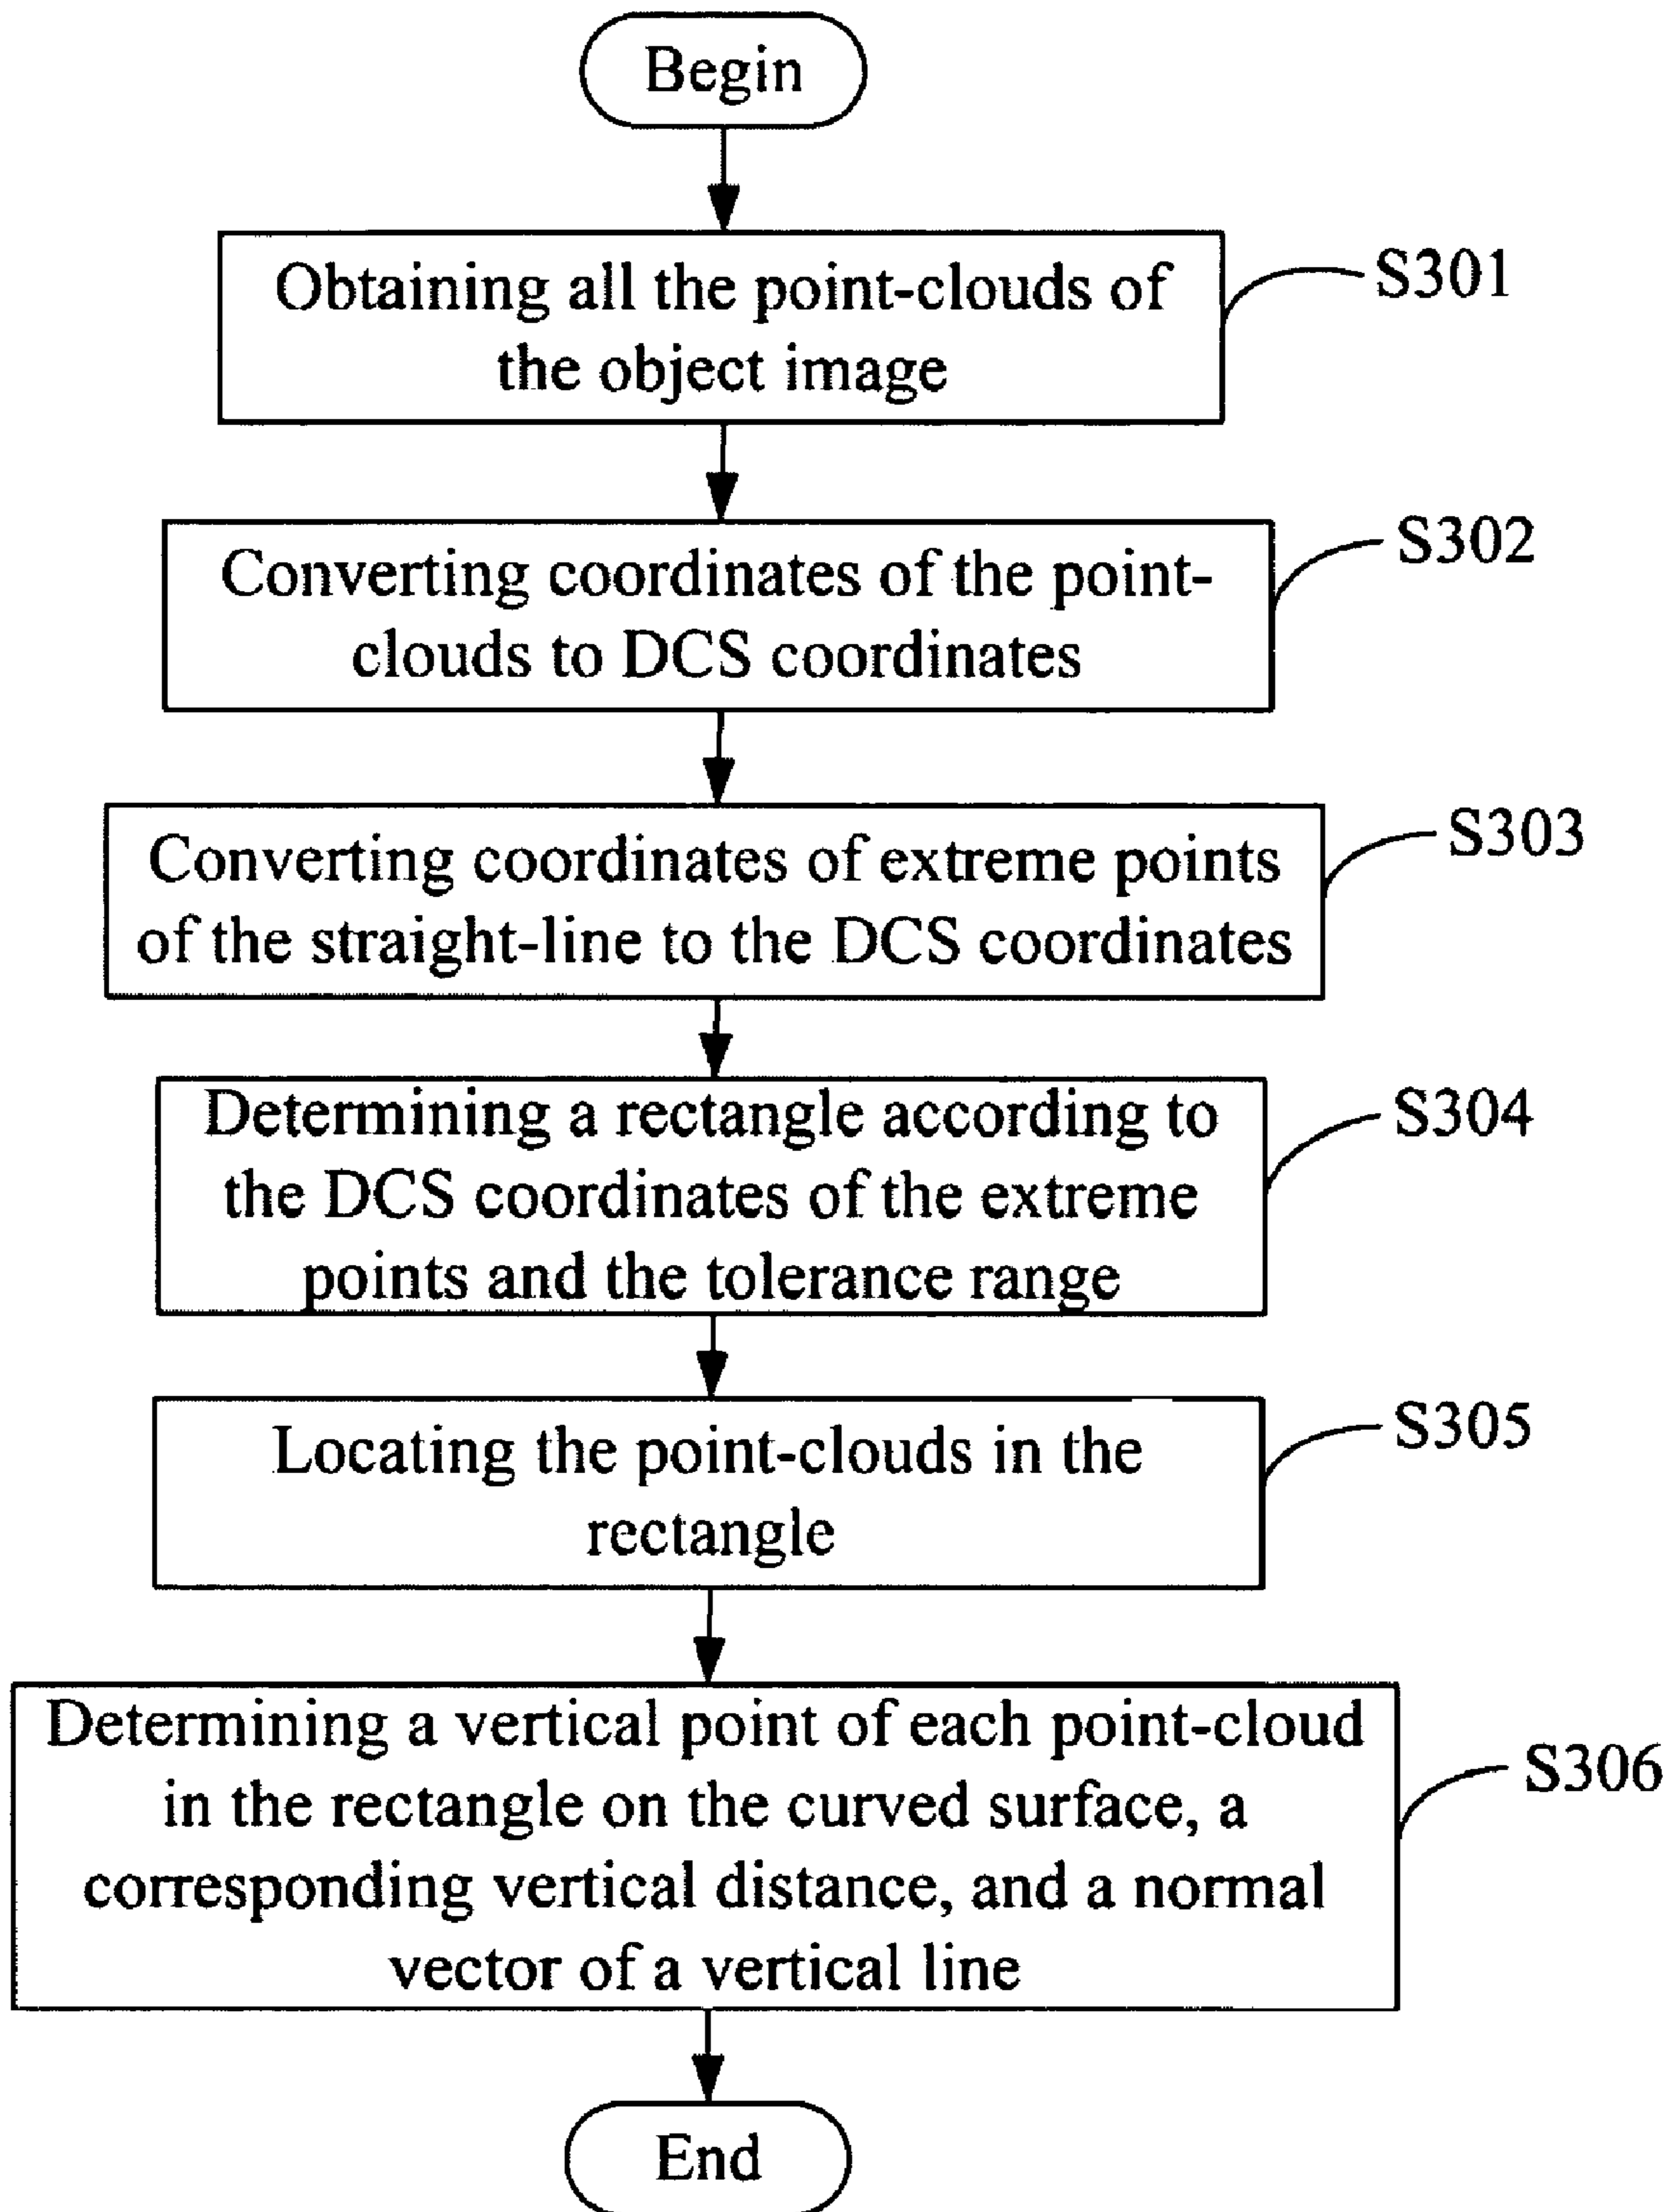 Begin
Obtaining all the point-clouds of
the object image
S301
Converting coordinates of the point-
clouds to DCS coordinates
S302
Converting coordinates of extreme points
of the straight-line to the DCS coordinates
S303
Determining a rectangle according to
the DCS coordinates of the extreme
points and the tolerance range
S304
Locating the point-clouds in the
rectangle
S305
Determining a vertical point of each point-cloud
in the rectangle on the curved surface, a
corresponding vertical distance, and a normal
vector of a vertical line
S306
End